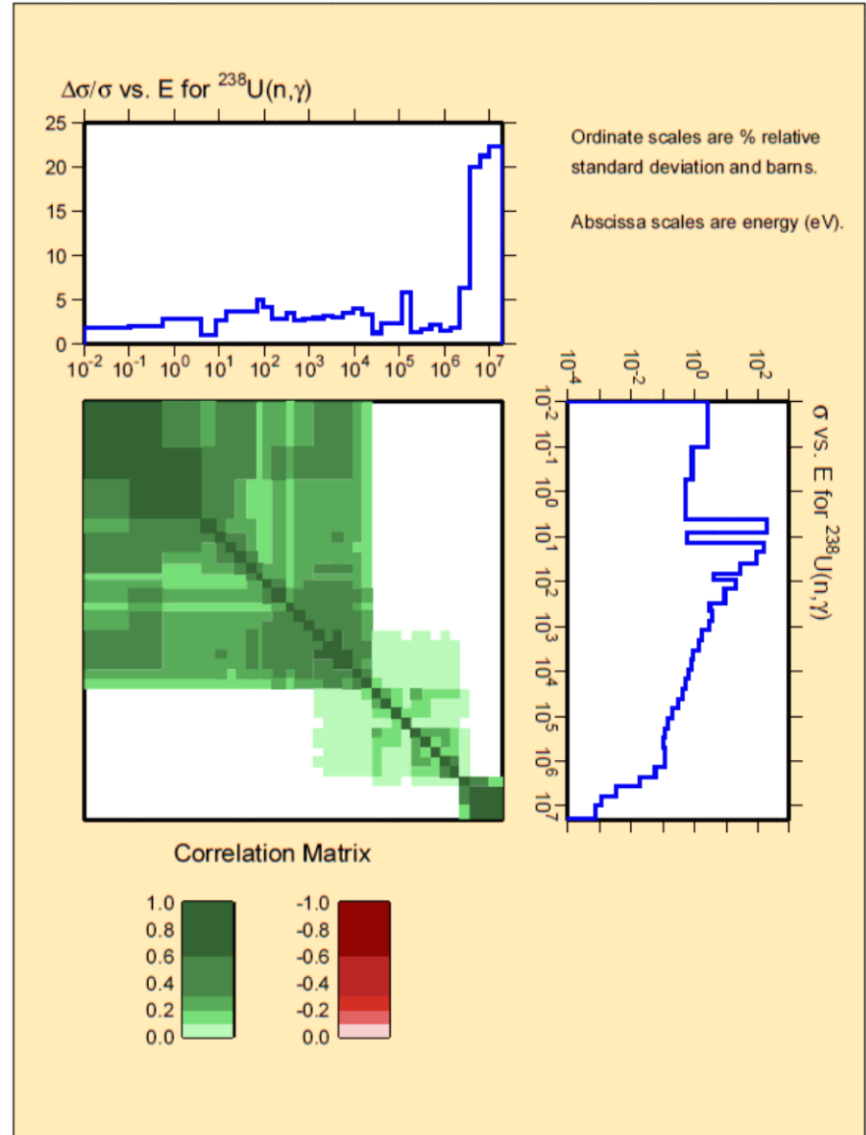 Δσ/σ vs. E for ²³⁸U(n,γ)
25
20
15
10
5
0
10⁻² 10⁻¹ 10⁰ 10¹ 10² 10³ 10⁴ 10⁵ 10⁶ 10⁷
Ordinate scales are % relative
standard deviation and barns.
Abscissa scales are energy (eV).
10⁻⁴ 10⁻² 10⁰ 10²
σ vs. E for ²³⁸U(n,γ)
10⁻² 10⁻¹ 10⁰ 10¹ 10² 10³ 10⁴ 10⁵ 10⁶ 10⁷
Correlation Matrix
1.0 -1.0
0.8 -0.8
0.6 -0.6
0.4 -0.4
0.2 -0.2
0.0 0.0